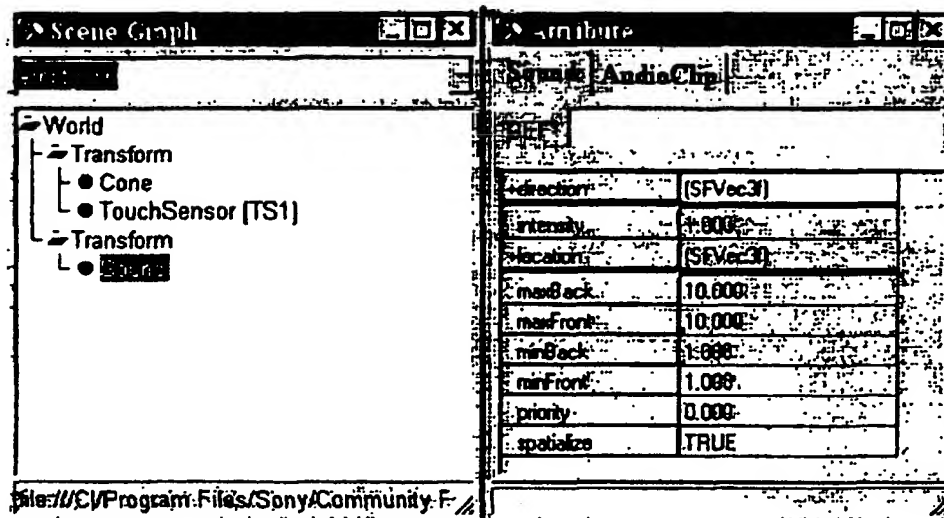 Scene Graph
World
Transform
Cone
TouchSensor [TS1]
Transform
Sound
file:///C|/Program Files/Sony/Community F
Attribute
Sound AudioClip
DEF
+direction (SFVec3f)
intensity 1.000
+location (SFVec3f)
maxBack 10.000
maxFront 10.000
minBack 1.000
minFront 1.000
priority 0.000
spatialize TRUE